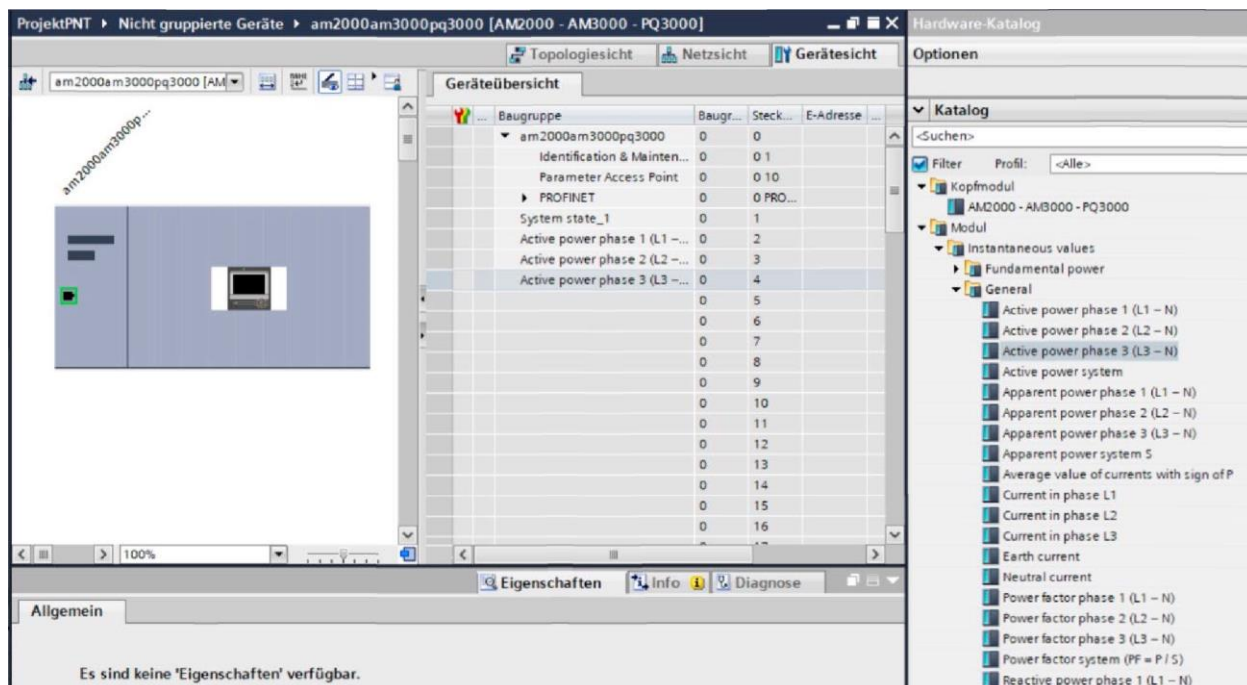 ProjektPNT ▸ Nicht gruppierte Geräte ▸ am2000am3000pq3000 [AM2000 - AM3000 - PQ3000]
Topologiesicht Netzsicht Gerätesicht
am2000am3000pq3000 [AM
am2000am3000p...
100%
Geräteübersicht
... Baugruppe Baugr... Steck... E-Adresse ...
am2000am3000pq3000 0 0
Identification & Mainten... 0 0 1
Parameter Access Point 0 0 10
PROFINET 0 0 PRO...
System state_1 0 1
Active power phase 1 (L1 –... 0 2
Active power phase 2 (L2 –... 0 3
Active power phase 3 (L3 –... 0 4
0 5
0 6
0 7
0 8
0 9
0 10
0 11
0 12
0 13
0 14
0 15
0 16
Eigenschaften Info Diagnose
Allgemein
Es sind keine 'Eigenschaften' verfügbar.
Hardware-Katalog
Optionen
Katalog
<Suchen>
Filter Profil: <Alle>
Kopfmodul
AM2000 - AM3000 - PQ3000
Modul
Instantaneous values
Fundamental power
General
Active power phase 1 (L1 – N)
Active power phase 2 (L2 – N)
Active power phase 3 (L3 – N)
Active power system
Apparent power phase 1 (L1 – N)
Apparent power phase 2 (L2 – N)
Apparent power phase 3 (L3 – N)
Apparent power system S
Average value of currents with sign of P
Current in phase L1
Current in phase L2
Current in phase L3
Earth current
Neutral current
Power factor phase 1 (L1 – N)
Power factor phase 2 (L2 – N)
Power factor phase 3 (L3 – N)
Power factor system (PF = P / S)
Reactive power phase 1 (L1 – N)